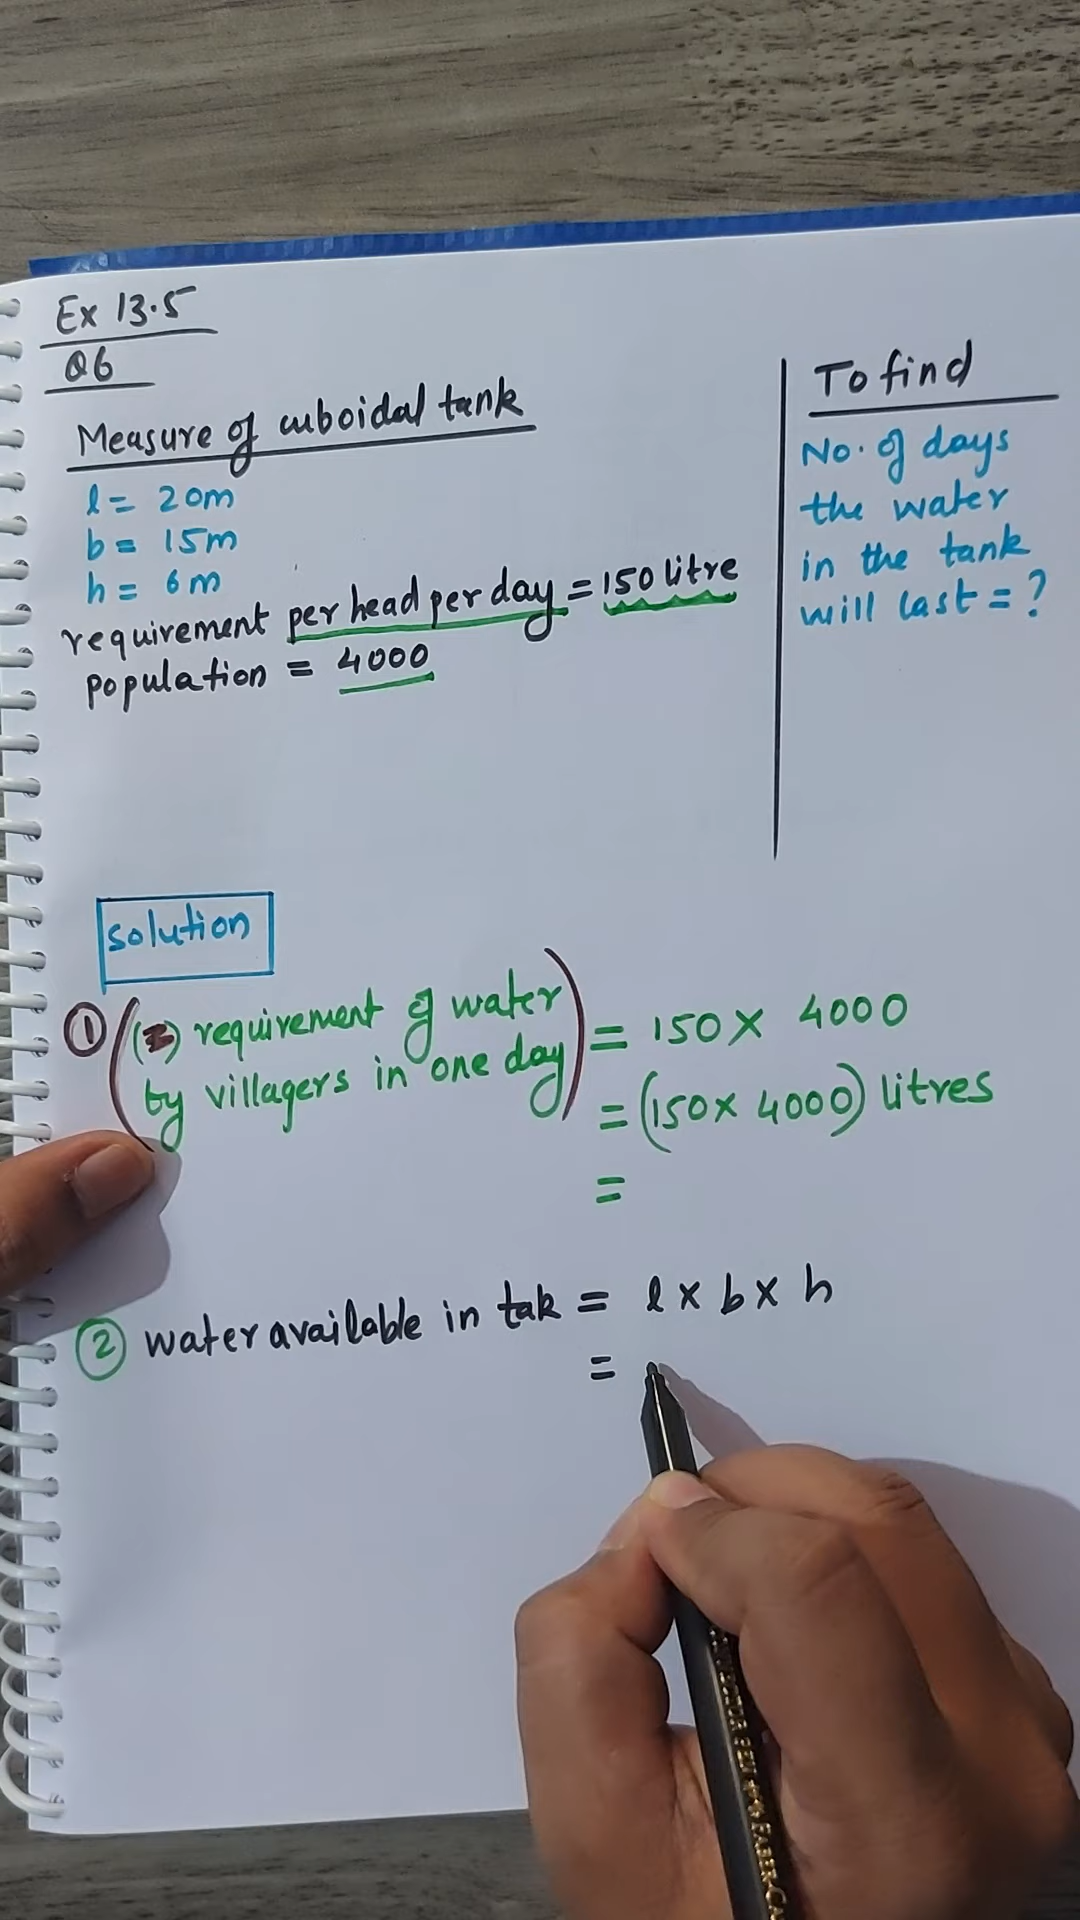 Ex 13.5
Q6
Measure of cuboidal tank
l = 20m
b = 15m
h = 6m
requirement per head per day = 150 litre
population = 4000
To find
No. of days
the water
in the tank
will last = ?
solution
① requirement of water = 150 x 4000
by villagers in one day
= (150 x 4000) litres
=
② water available in tak = l x b x h
=
FABER-CA